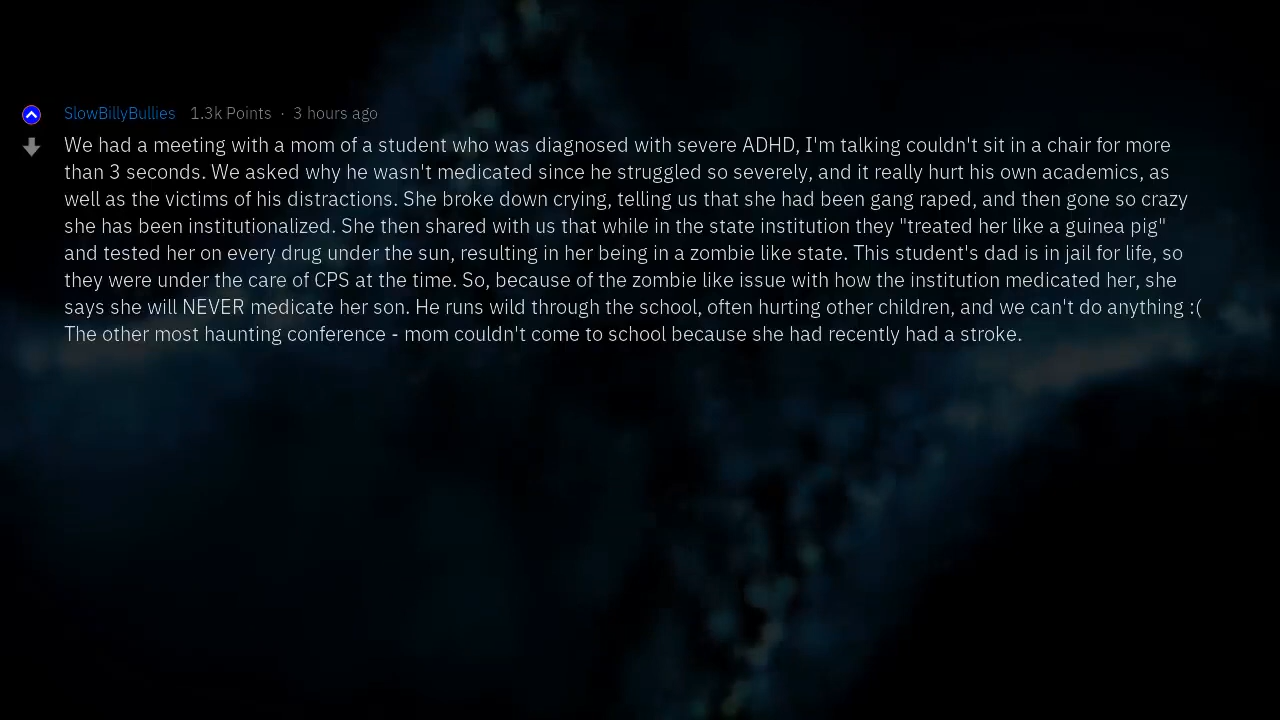 SlowBillyBullies 1.3k Points · 3 hours ago
We had a meeting with a mom of a student who was diagnosed with severe ADHD, I'm talking couldn't sit in a chair for more
than 3 seconds. We asked why he wasn't medicated since he struggled so severely, and it really hurt his own academics, as
well as the victims of his distractions. She broke down crying, telling us that she had been gang raped, and then gone so crazy
she has been institutionalized. She then shared with us that while in the state institution they "treated her like a guinea pig"
and tested her on every drug under the sun, resulting in her being in a zombie like state. This student's dad is in jail for life, so
they were under the care of CPS at the time. So, because of the zombie like issue with how the institution medicated her, she
says she will NEVER medicate her son. He runs wild through the school, often hurting other children, and we can't do anything :(
The other most haunting conference - mom couldn't come to school because she had recently had a stroke.